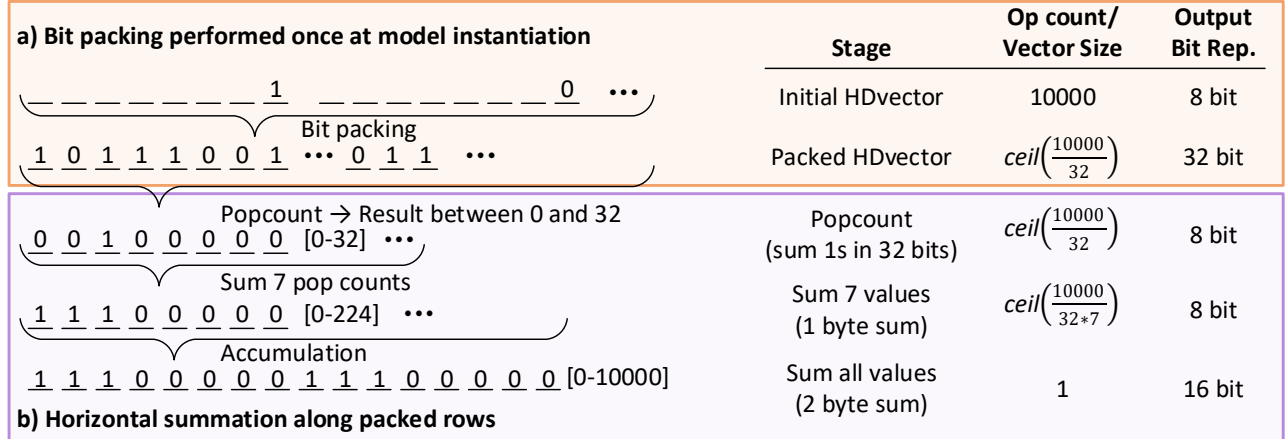 a) Bit packing performed once at model instantiation
1 0 •••
Bit packing
1 0 1 1 1 0 0 1 ••• 0 1 1 •••
Popcount → Result between 0 and 32
0 0 1 0 0 0 0 0 [0-32] •••
Sum 7 pop counts
1 1 1 0 0 0 0 0 [0-224] •••
Accumulation
1 1 1 0 0 0 0 0 1 1 1 0 0 0 0 0 [0-10000]
b) Horizontal summation along packed rows
Stage Op count/ Vector Size Output Bit Rep.
Initial HDvector 10000 8 bit
Packed HDvector ceil(10000/32) 32 bit
Popcount
(sum 1s in 32 bits) ceil(10000/32) 8 bit
Sum 7 values
(1 byte sum) ceil(10000/32*7) 8 bit
Sum all values
(2 byte sum) 1 16 bit